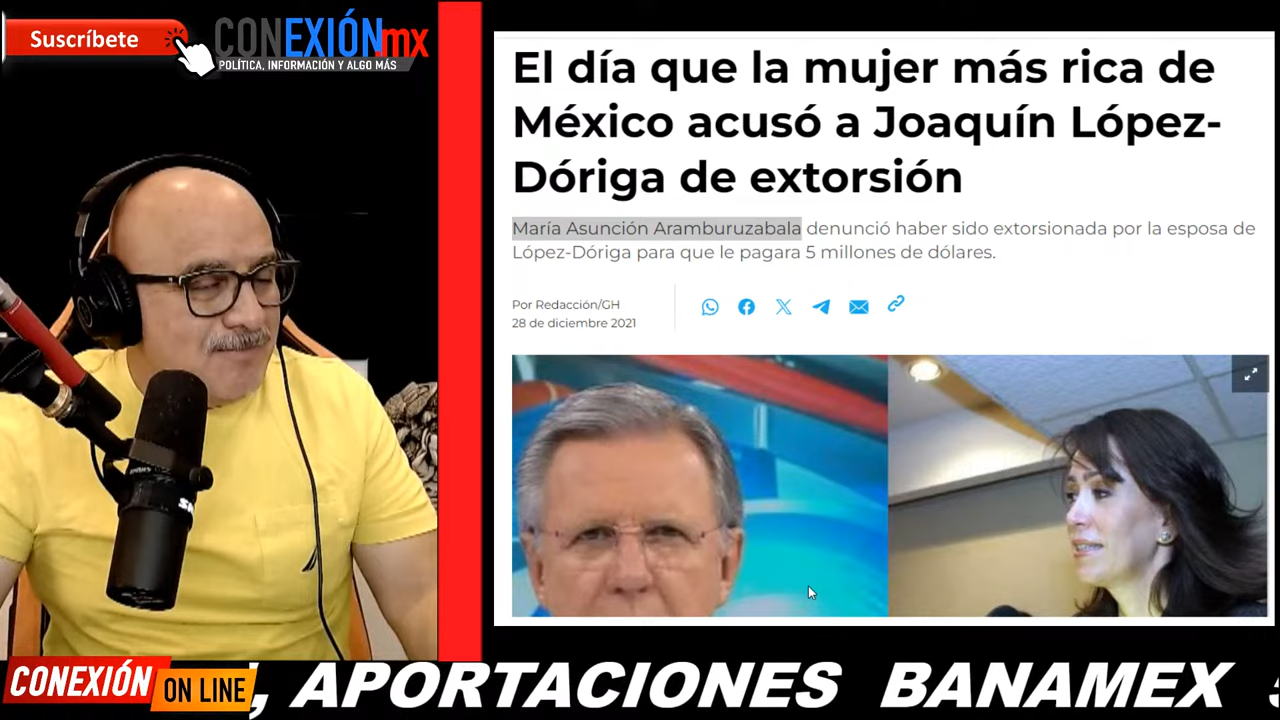 Suscríbete
CONEXIÓNmx
POLÍTICA, INFORMACIÓN Y ALGO MÁS
El día que la mujer más rica de
México acusó a Joaquín López-
Dóriga de extorsión
María Asunción Aramburuzabala denunció haber sido extorsionada por la esposa de
López-Dóriga para que le pagara 5 millones de dólares.
Por Redacción/GH
28 de diciembre 2021
CONEXIÓN ON LINE
, APORTACIONES BANAMEX 5